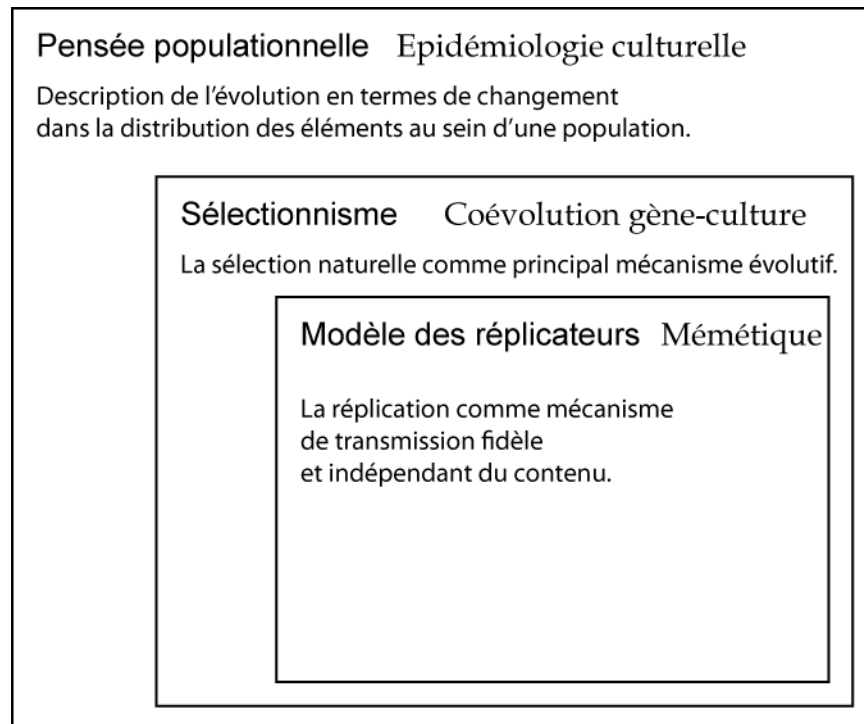 Pensée populationnelle Epidémiologie culturelle
Description de l'évolution en termes de changement
dans la distribution des éléments au sein d'une population.
Sélectionnisme Coévolution gène-culture
La sélection naturelle comme principal mécanisme évolutif.
Modèle des réplicateurs Mémétique
La réplication comme mécanisme
de transmission fidèle
et indépendant du contenu.